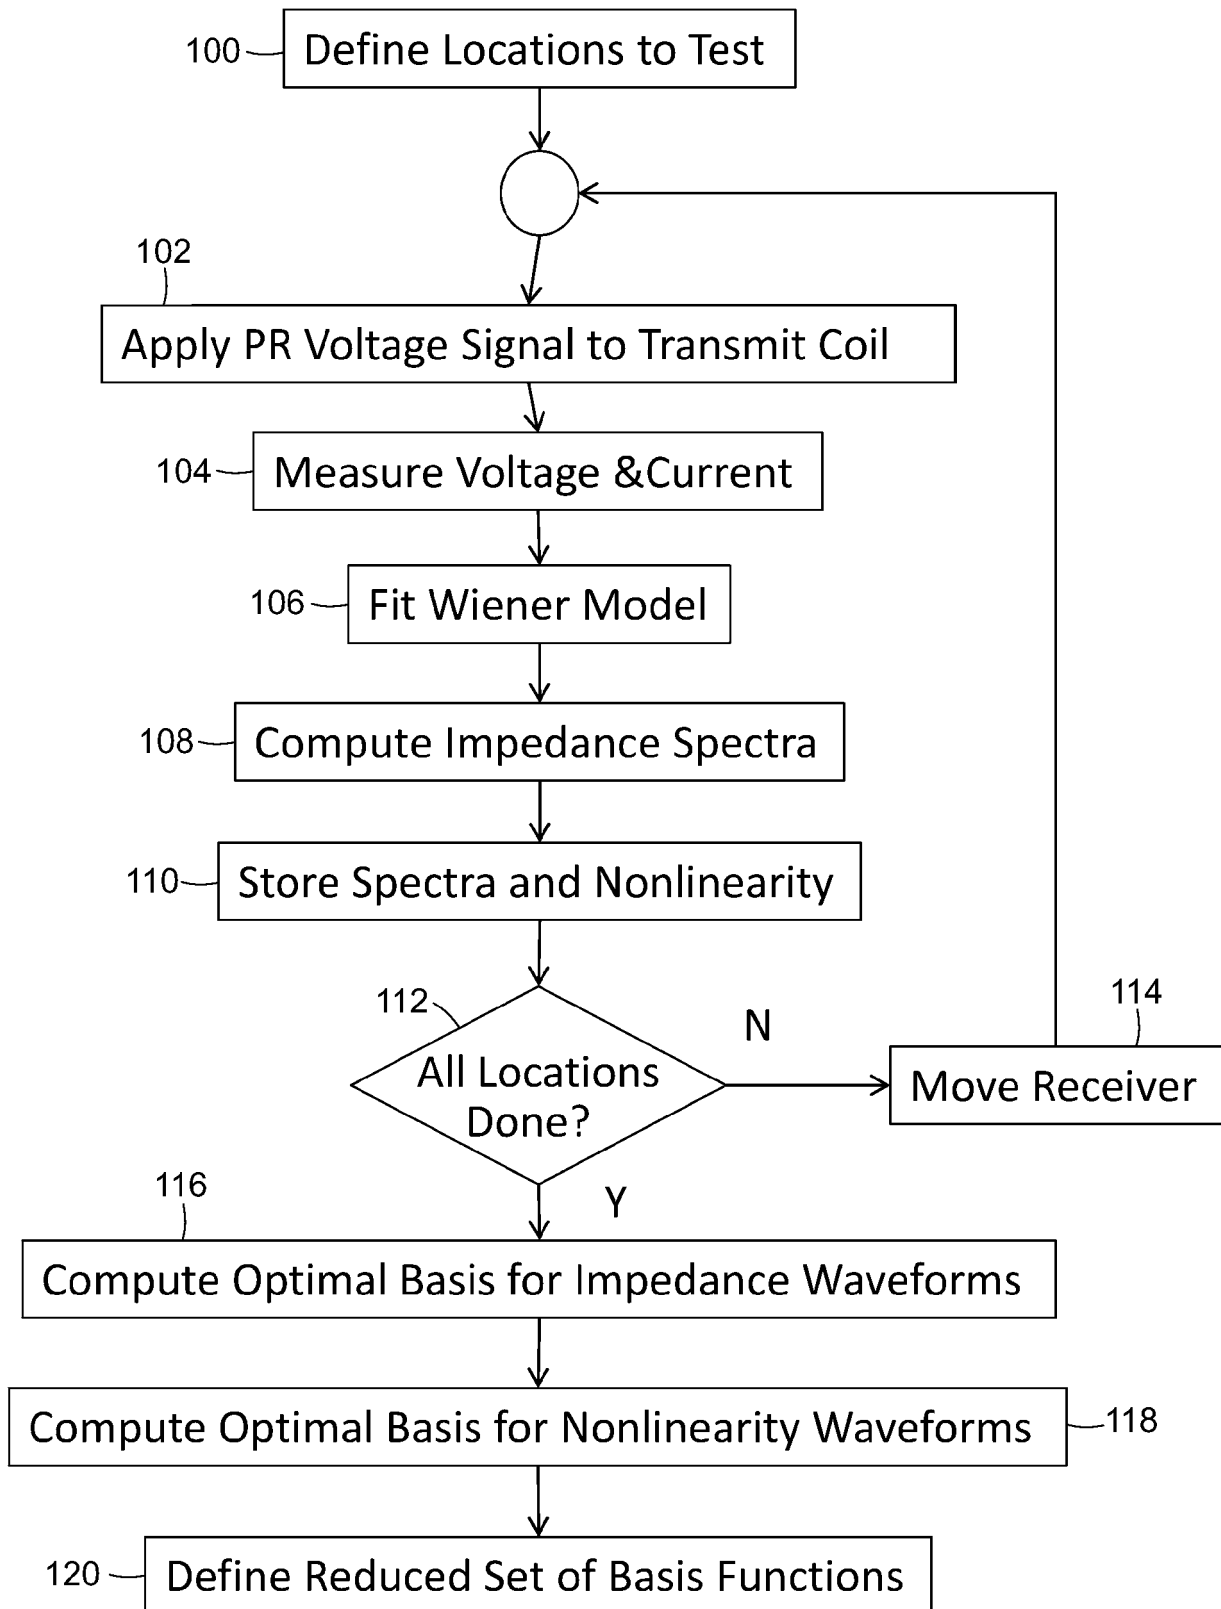 100
Define Locations to Test
102
Apply PR Voltage Signal to Transmit Coil
104
Measure Voltage &Current
106
Fit Wiener Model
108
Compute Impedance Spectra
110
Store Spectra and Nonlinearity
112
All Locations
Done?
N
114
Move Receiver
Y
116
Compute Optimal Basis for Impedance Waveforms
Compute Optimal Basis for Nonlinearity Waveforms
118
120
Define Reduced Set of Basis Functions